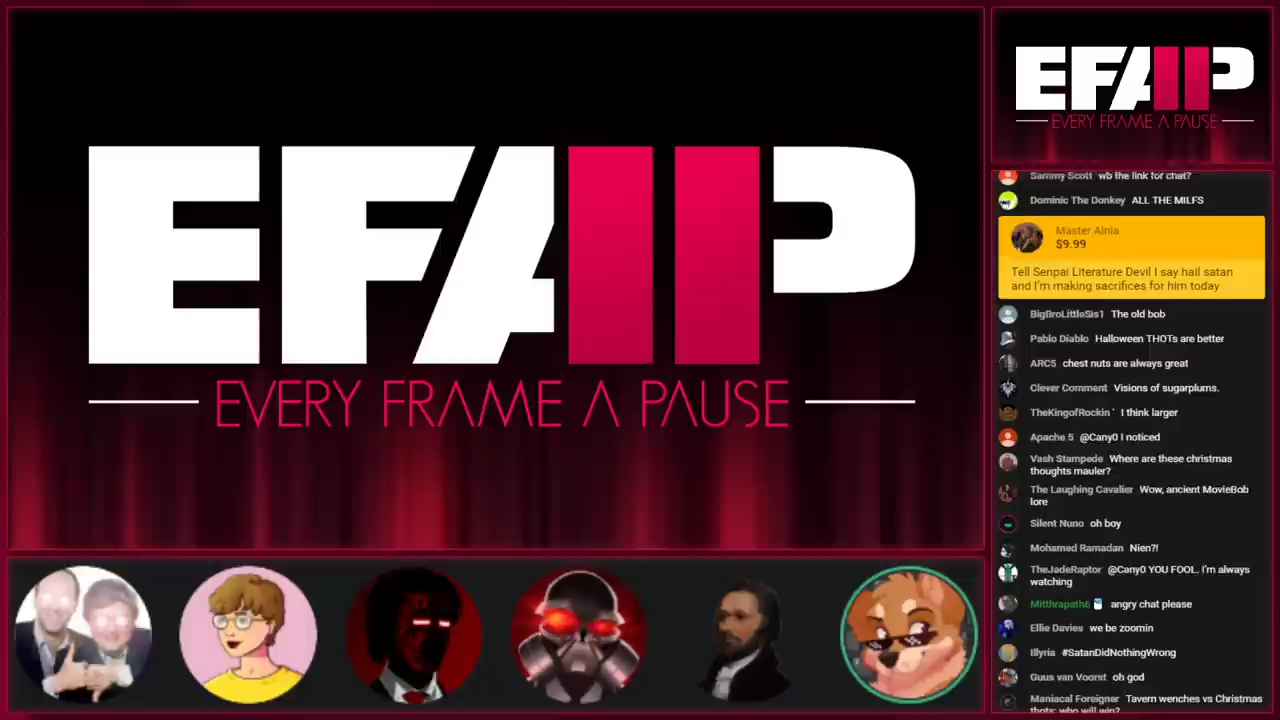 EFAP
EVERY FRAME A PAUSE
EFAP
EVERY FRAME A PAUSE
Sammy Scott wb the link for chat?
Dominic The Donkey ALL THE MILFS
Master Ainla
$9.99
Tell Senpai Literature Devil I say hail satan
and I'm making sacrifices for him today
BigBroLittleSis1 The old bob
Pablo Diablo Halloween THOTs are better
ARC5 chest nuts are always great
Clever Comment Visions of sugarplums.
TheKingofRockin' I think larger
Apache 5 @Cany0 I noticed
Vash Stampede Where are these christmas
thoughts mauler?
The Laughing Cavalier Wow, ancient MovieBob
lore
Silent Nuno oh boy
Mohamed Ramadan Nien?!
TheJadeRaptor @Cany0 YOU FOOL. I'm always
watching
Mitthrapath6 angry chat please
Ellie Davies we be zoomin
Illyria #SatanDidNothingWrong
Guus van Voorst oh god
Maniacal Foreigner Tavern wenches vs Christmas
thots: who will win?